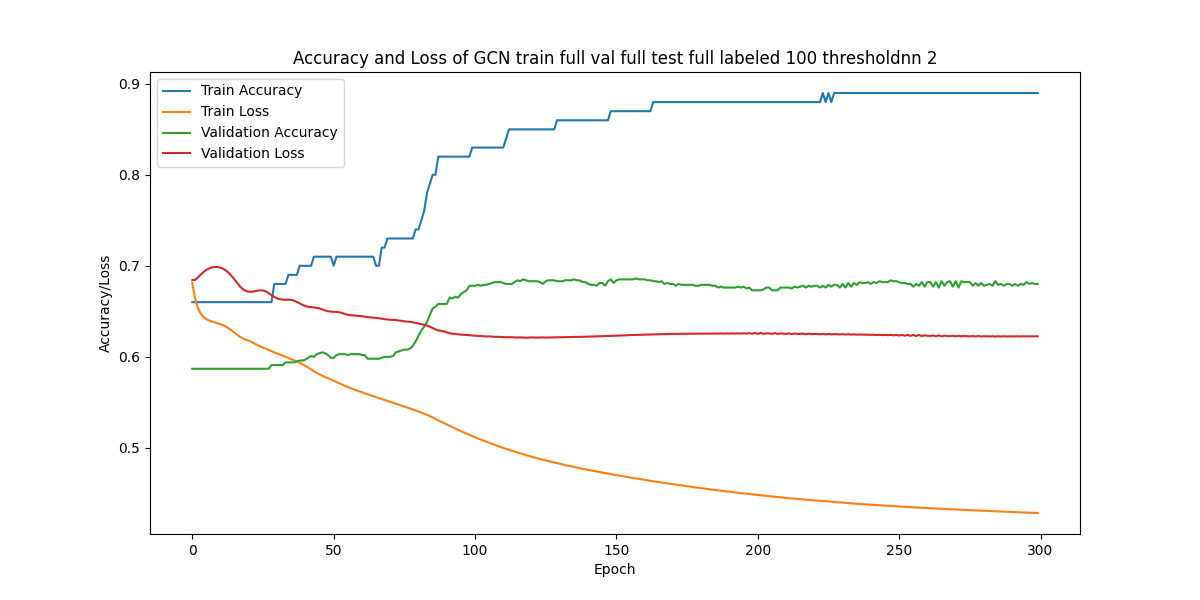 Accuracy and Loss of GCN train full val full test full labeled 100 thresholdnn 2
Accuracy/Loss
0.9
0.8
0.7
0.6
0.5
Train Accuracy
Train Loss
Validation Accuracy
Validation Loss
0 50 100 150 200 250 300
Epoch